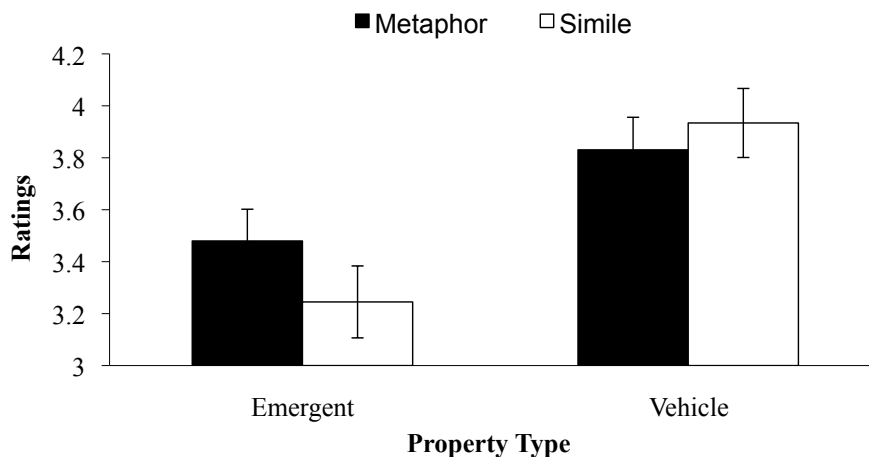 Metaphor Simile
4.2
4
3.8
3.6
3.4
3.2
3
Ratings
Emergent Vehicle
Property Type